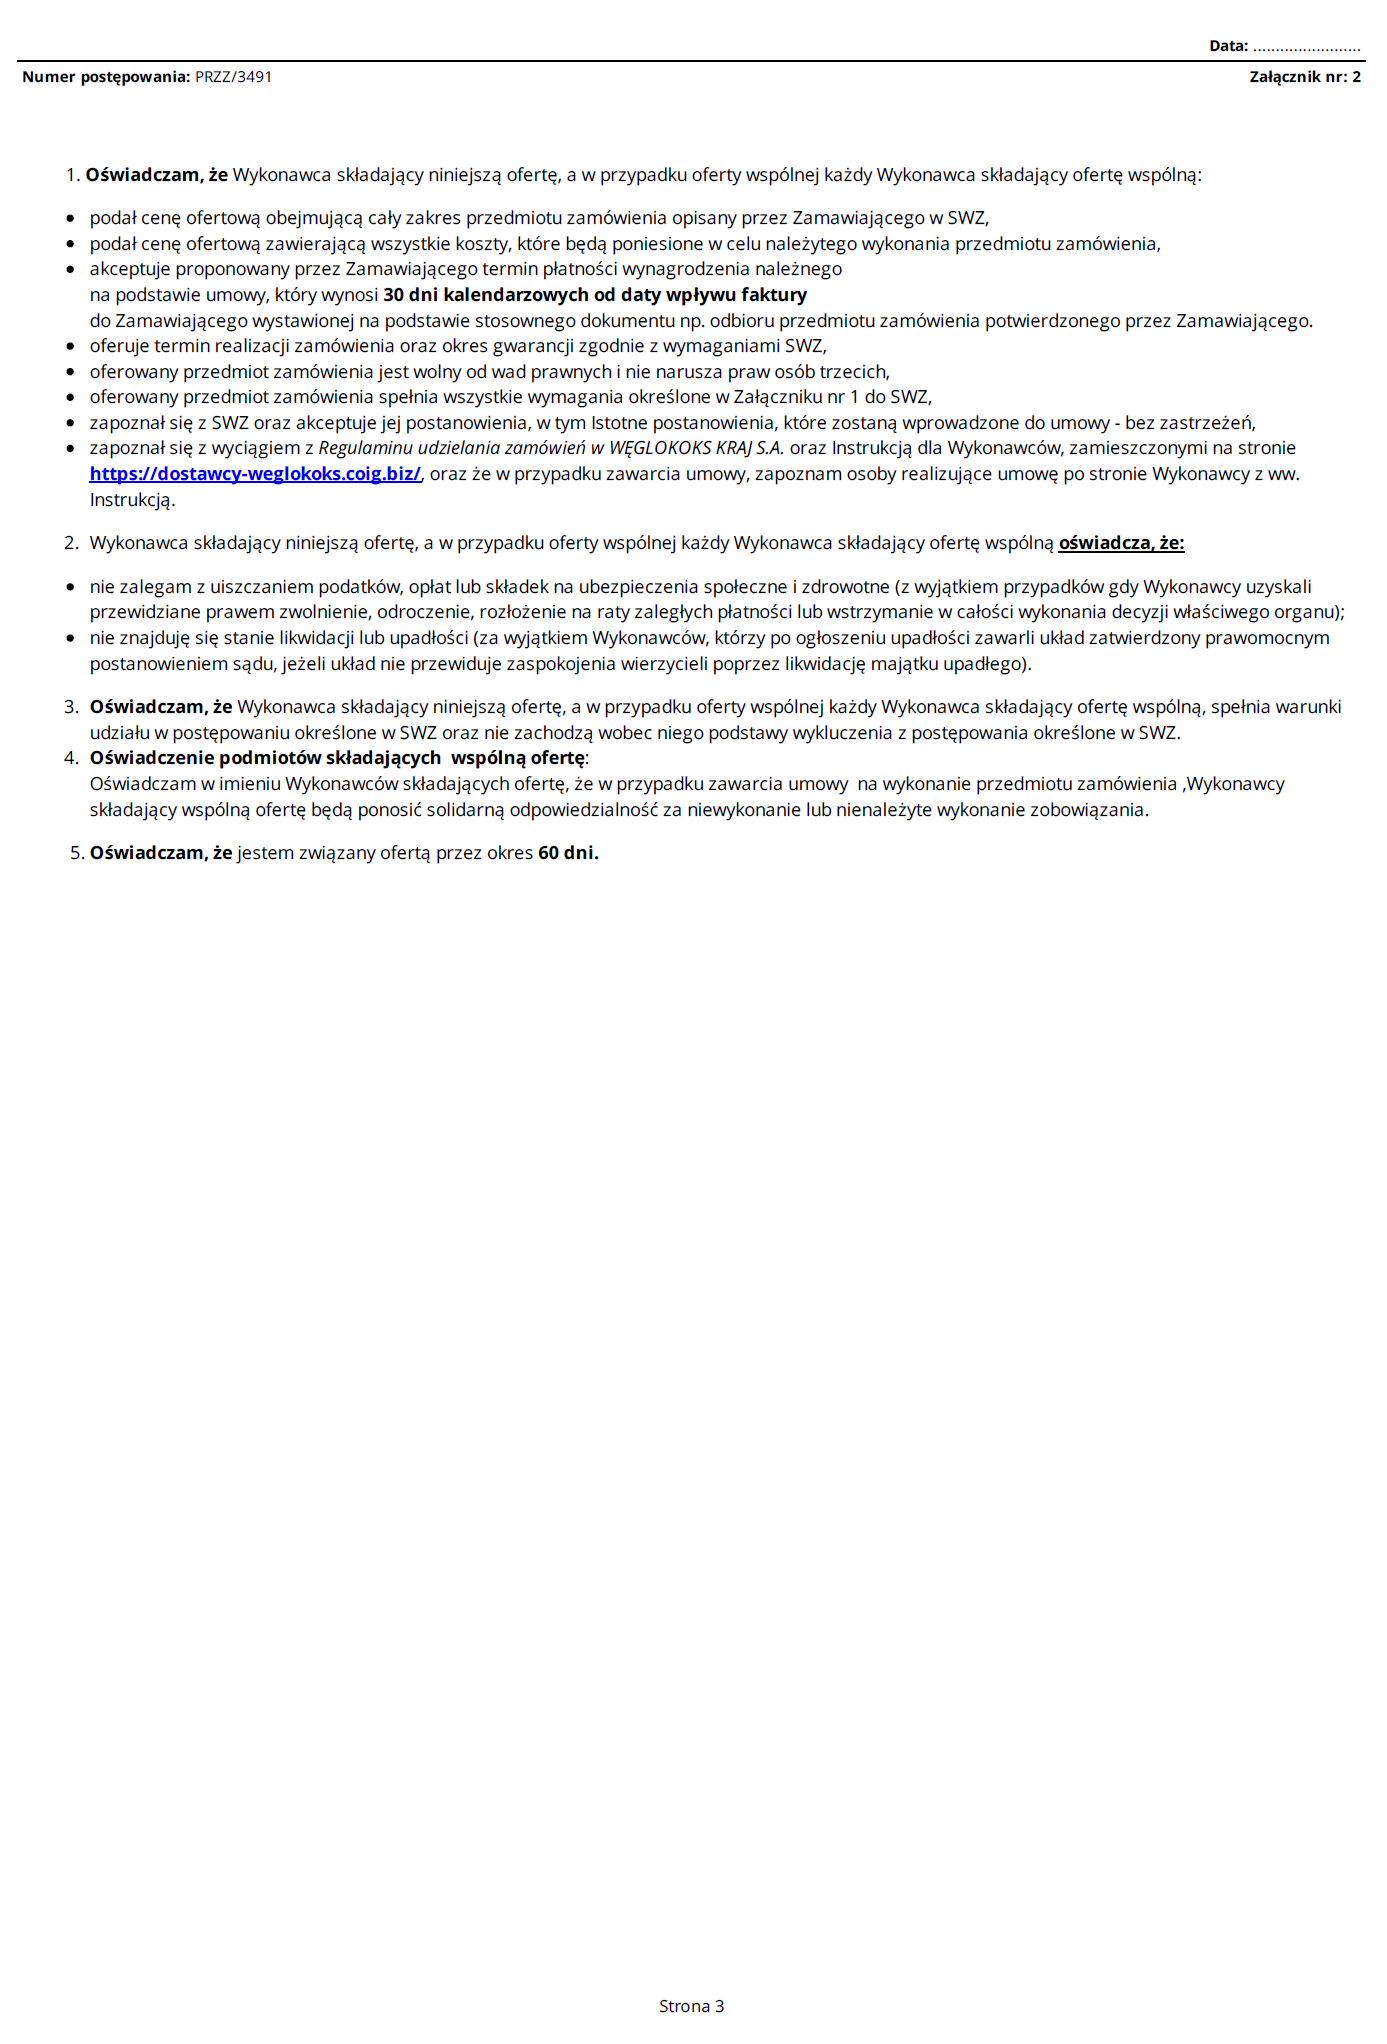 Data: ........................
Numer postępowania: PRZZ/3491
Załącznik nr: 2
1. Oświadczam, że Wykonawca składający niniejszą ofertę, a w przypadku oferty wspólnej każdy Wykonawca składający ofertę wspólną:
• podał cenę ofertową obejmującą cały zakres przedmiotu zamówienia opisany przez Zamawiającego w SWZ,
• podał cenę ofertową zawierającą wszystkie koszty, które będą poniesione w celu należytego wykonania przedmiotu zamówienia,
• akceptuje proponowany przez Zamawiającego termin płatności wynagrodzenia należnego
na podstawie umowy, który wynosi 30 dni kalendarzowych od daty wpływu faktury
do Zamawiającego wystawionej na podstawie stosownego dokumentu np. odbioru przedmiotu zamówienia potwierdzonego przez Zamawiającego.
• oferuje termin realizacji zamówienia oraz okres gwarancji zgodnie z wymaganiami SWZ,
• oferowany przedmiot zamówienia jest wolny od wad prawnych i nie narusza praw osób trzecich,
• oferowany przedmiot zamówienia spełnia wszystkie wymagania określone w Załączniku nr 1 do SWZ,
• zapoznał się z SWZ oraz akceptuje jej postanowienia, w tym Istotne postanowienia, które zostaną wprowadzone do umowy - bez zastrzeżeń,
• zapoznał się z wyciągiem z Regulaminu udzielania zamówień w WĘGLOKOKS KRAJ S.A. oraz Instrukcją dla Wykonawców, zamieszczonymi na stronie
https://dostawcy-weglokoks.coig.biz/, oraz że w przypadku zawarcia umowy, zapoznam osoby realizujące umowę po stronie Wykonawcy z ww.
Instrukcją.
2. Wykonawca składający niniejszą ofertę, a w przypadku oferty wspólnej każdy Wykonawca składający ofertę wspólną oświadcza, że:
• nie zalegam z uiszczaniem podatków, opłat lub składek na ubezpieczenia społeczne i zdrowotne (z wyjątkiem przypadków gdy Wykonawcy uzyskali
przewidziane prawem zwolnienie, odroczenie, rozłożenie na raty zaległych płatności lub wstrzymanie w całości wykonania decyzji właściwego organu);
• nie znajduję się stanie likwidacji lub upadłości (za wyjątkiem Wykonawców, którzy po ogłoszeniu upadłości zawarli układ zatwierdzony prawomocnym
postanowieniem sądu, jeżeli układ nie przewiduje zaspokojenia wierzycieli poprzez likwidację majątku upadłego).
3. Oświadczam, że Wykonawca składający niniejszą ofertę, a w przypadku oferty wspólnej każdy Wykonawca składający ofertę wspólną, spełnia warunki
udziału w postępowaniu określone w SWZ oraz nie zachodzą wobec niego podstawy wykluczenia z postępowania określone w SWZ.
4. Oświadczenie podmiotów składających  wspólną ofertę:
Oświadczam w imieniu Wykonawców składających ofertę, że w przypadku zawarcia umowy  na wykonanie przedmiotu zamówienia ,Wykonawcy
składający wspólną ofertę będą ponosić solidarną odpowiedzialność za niewykonanie lub nienależyte wykonanie zobowiązania.
5. Oświadczam, że jestem związany ofertą przez okres 60 dni.
Strona 3